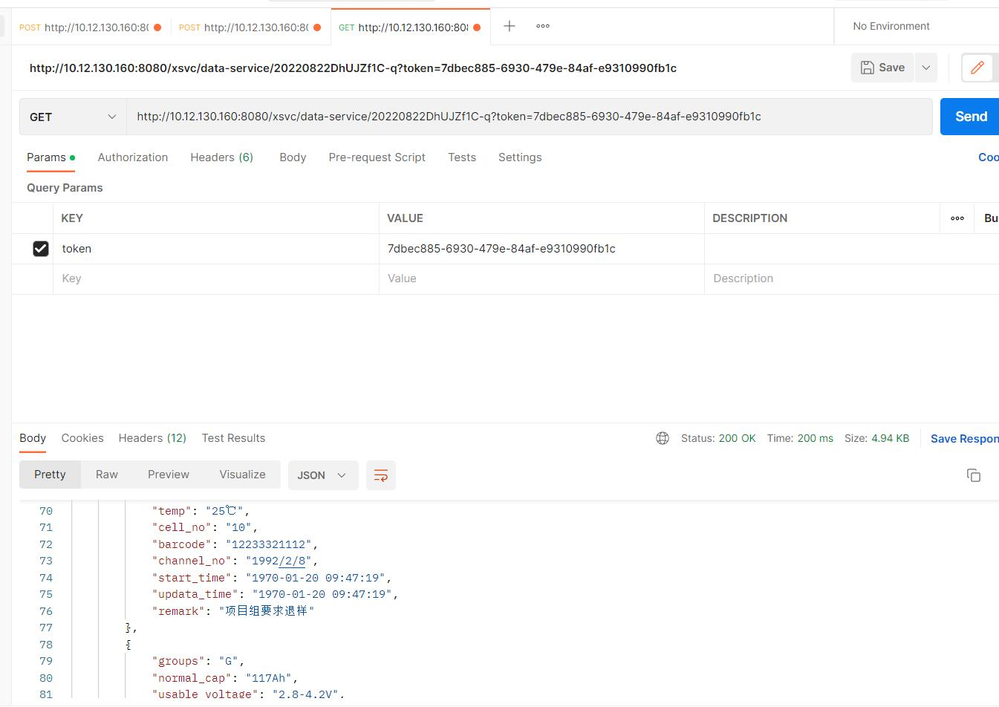 POST http://10.12.130.160:80 POST http://10.12.130.160:80 GET http://10.12.130.160:808 No Environment
http://10.12.130.160:8080/xsvc/data-service/20220822DhUJZf1C-q?token=7dbec885-6930-479e-84af-e9310990fb1c Save
GET http://10.12.130.160:8080/xsvc/data-service/20220822DhUJZf1C-q?token=7dbec885-6930-479e-84af-e9310990fb1c Send
Params Authorization Headers (6) Body Pre-request Script Tests Settings Coo
Query Params
KEY VALUE DESCRIPTION Bu
token 7dbec885-6930-479e-84af-e9310990fb1c
Key Value Description
Body Cookies Headers (12) Test Results Status: 200 OK Time: 200 ms Size: 4.94 KB Save Respon
Pretty Raw Preview Visualize JSON
70 "temp": "25℃",
71 "cell_no": "10",
72 "barcode": "12233321112",
73 "channel_no": "1992/2/8",
74 "start_time": "1970-01-20 09:47:19",
75 "updata_time": "1970-01-20 09:47:19",
76 "remark": "项目组要求退样"
77 },
78 {
79 "groups": "G",
80 "normal_cap": "117Ah",
81 "usable_voltage": "2.8-4.2V",